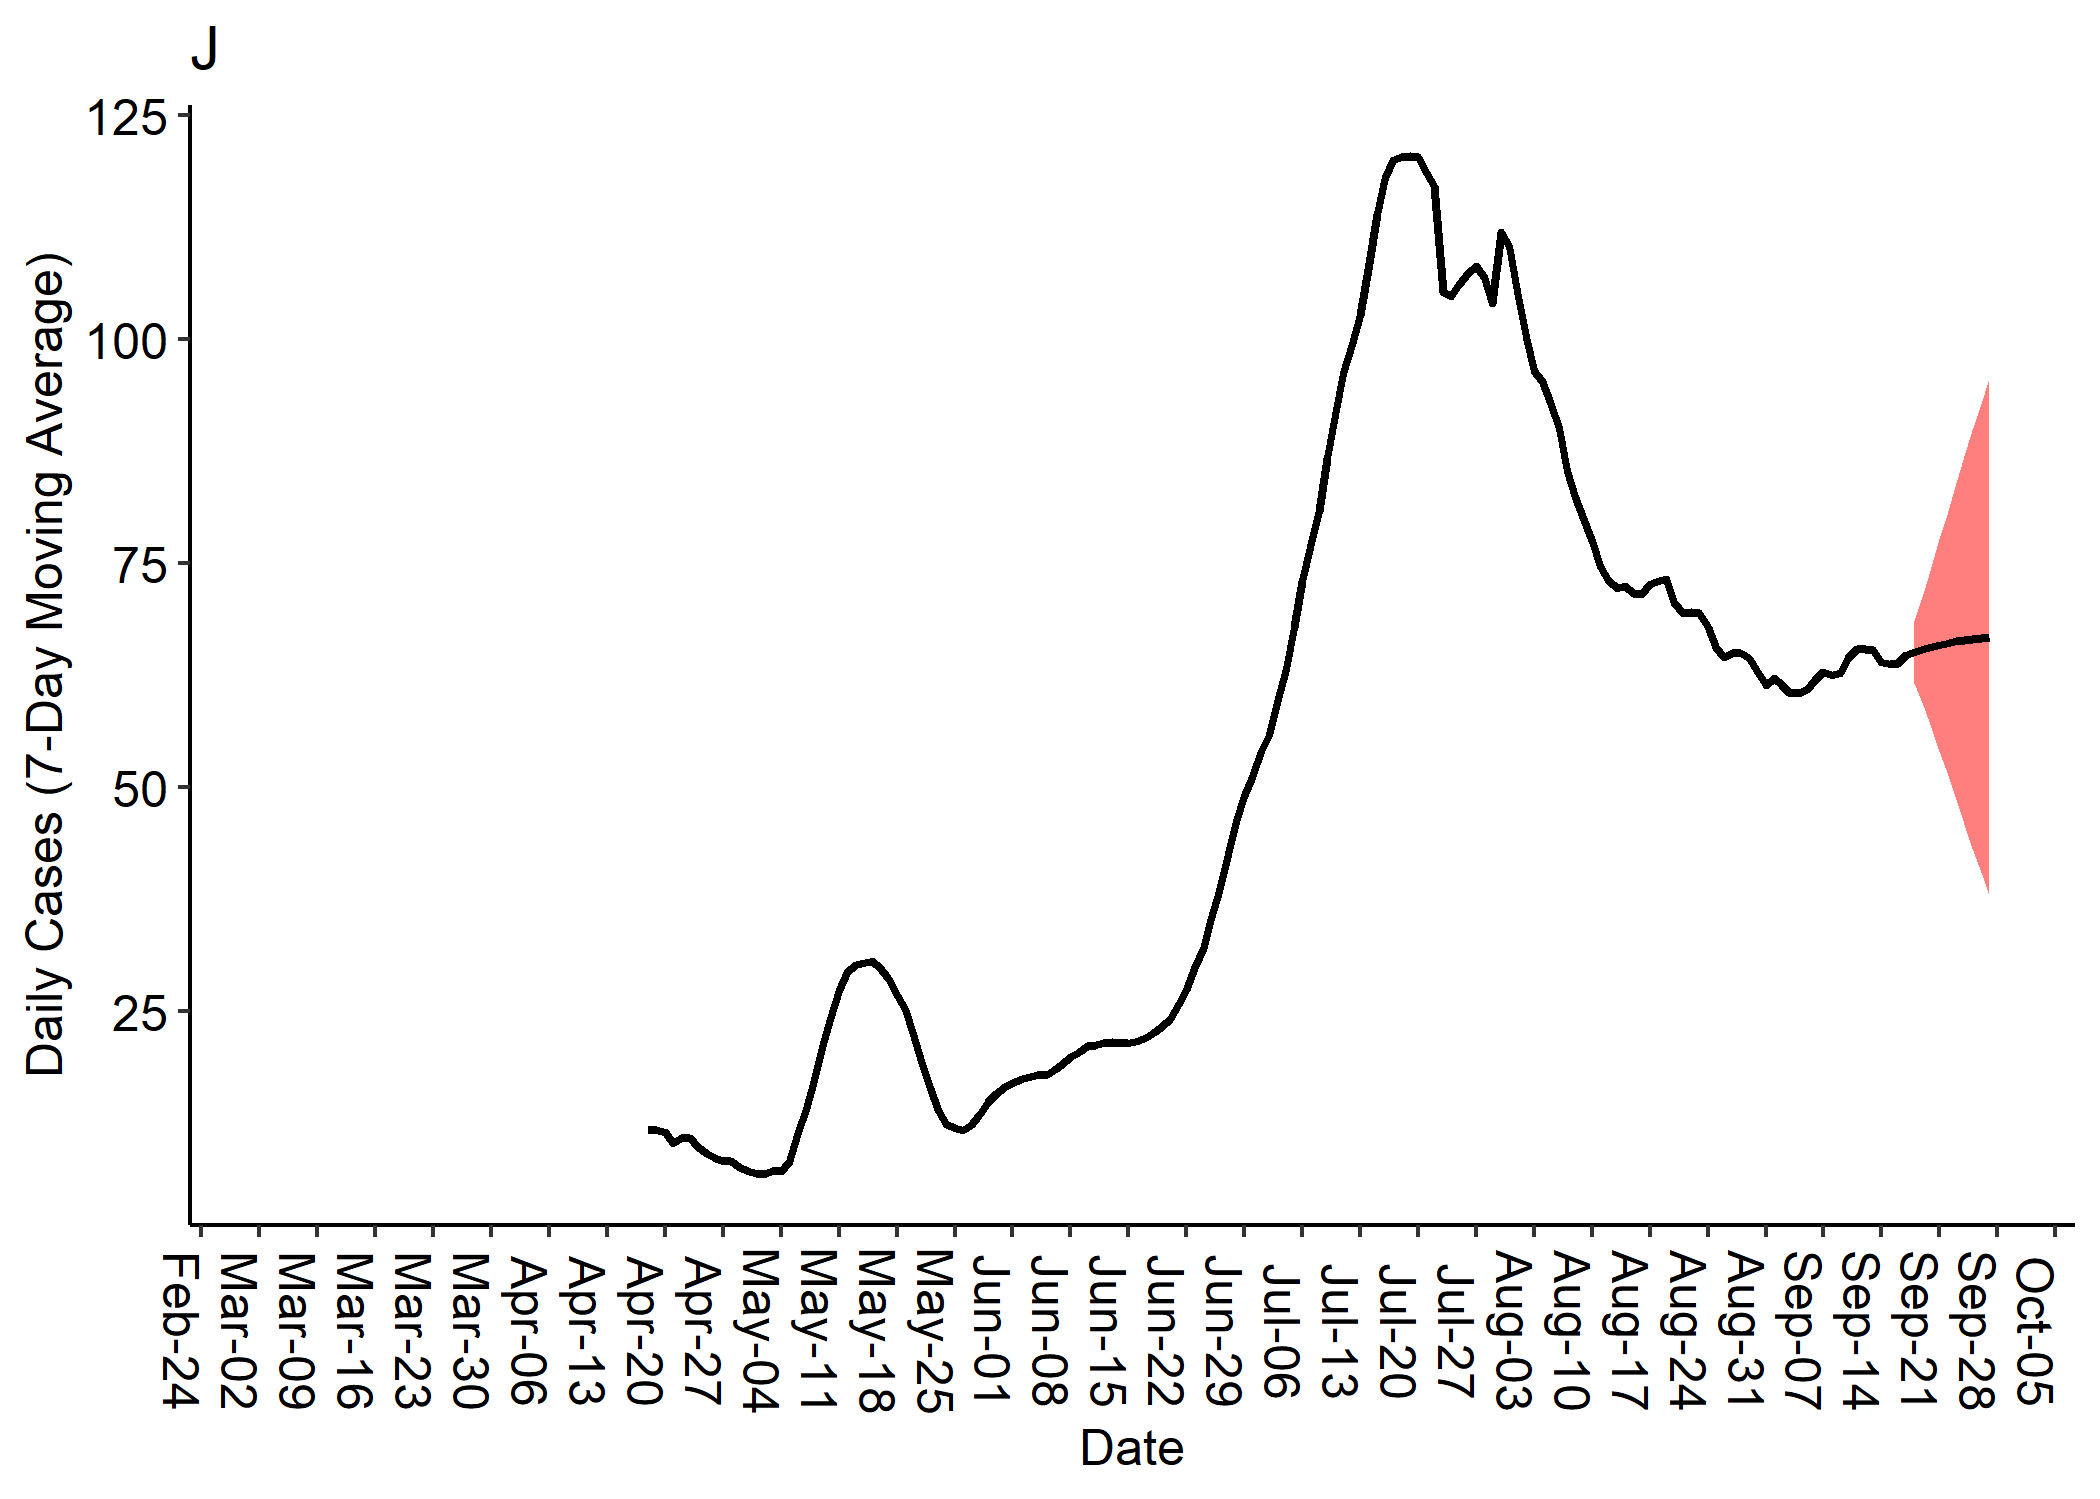 J
Daily Cases (7-Day Moving Average)
125
100
75
50
25
Feb-24
Mar-02
Mar-09
Mar-16
Mar-23
Mar-30
Apr-06
Apr-13
Apr-20
Apr-27
May-04
May-11
May-18
May-25
Jun-01
Jun-08
Jun-15
Jun-22
Jun-29
Jul-06
Jul-13
Jul-20
Jul-27
Aug-03
Aug-10
Aug-17
Aug-24
Aug-31
Sep-07
Sep-14
Sep-21
Sep-28
Oct-05
Date